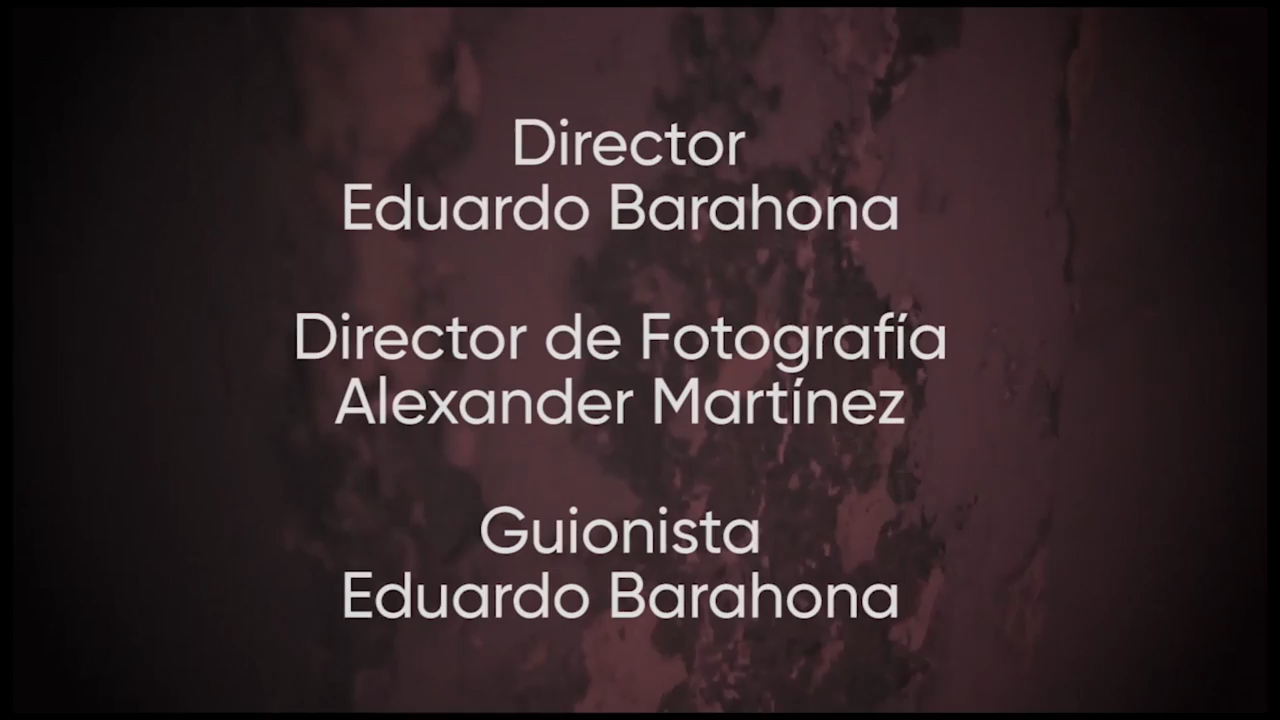 Director
Eduardo Barahona
Director de Fotografía
Alexander Martínez
Guionista
Eduardo Barahona